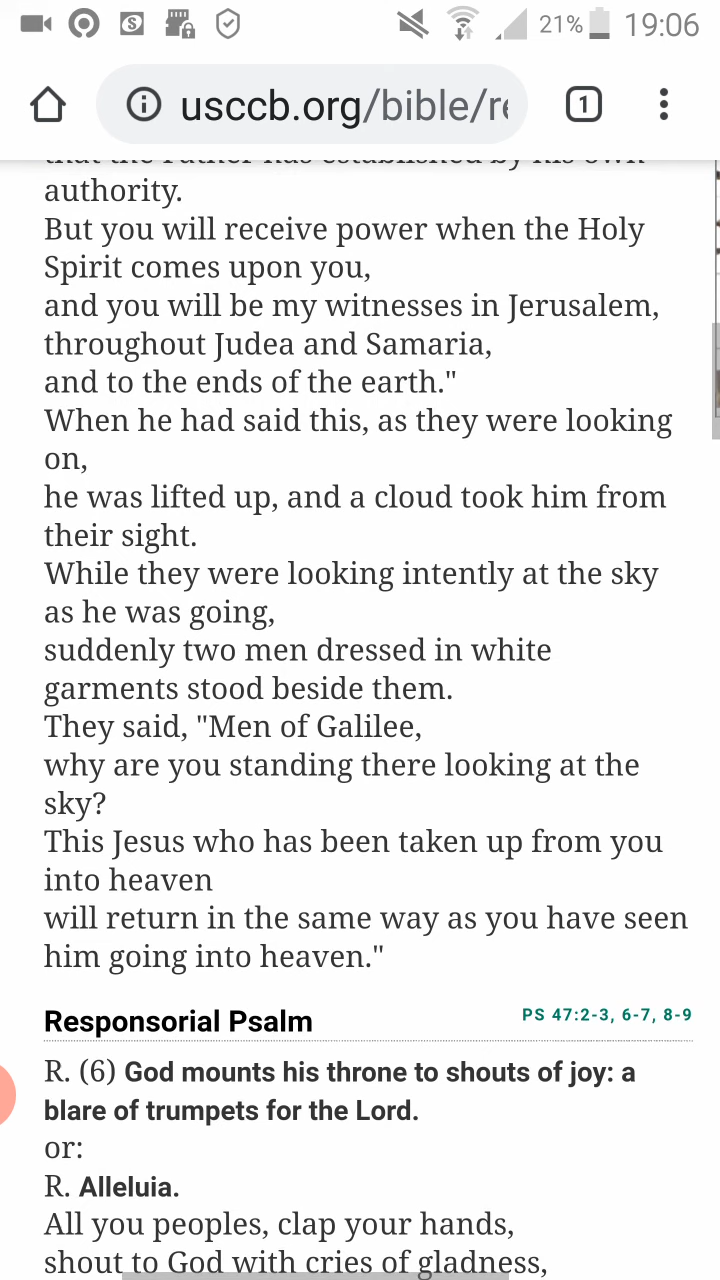 21% 19:06
usccb.org/bible/re
1
that the Father has established by his own
authority.
But you will receive power when the Holy
Spirit comes upon you,
and you will be my witnesses in Jerusalem,
throughout Judea and Samaria,
and to the ends of the earth."
When he had said this, as they were looking
on,
he was lifted up, and a cloud took him from
their sight.
While they were looking intently at the sky
as he was going,
suddenly two men dressed in white
garments stood beside them.
They said, "Men of Galilee,
why are you standing there looking at the
sky?
This Jesus who has been taken up from you
into heaven
will return in the same way as you have seen
him going into heaven."
Responsorial Psalm PS 47:2-3, 6-7, 8-9
R. (6) God mounts his throne to shouts of joy: a
blare of trumpets for the Lord.
or:
R. Alleluia.
All you peoples, clap your hands,
shout to God with cries of gladness,